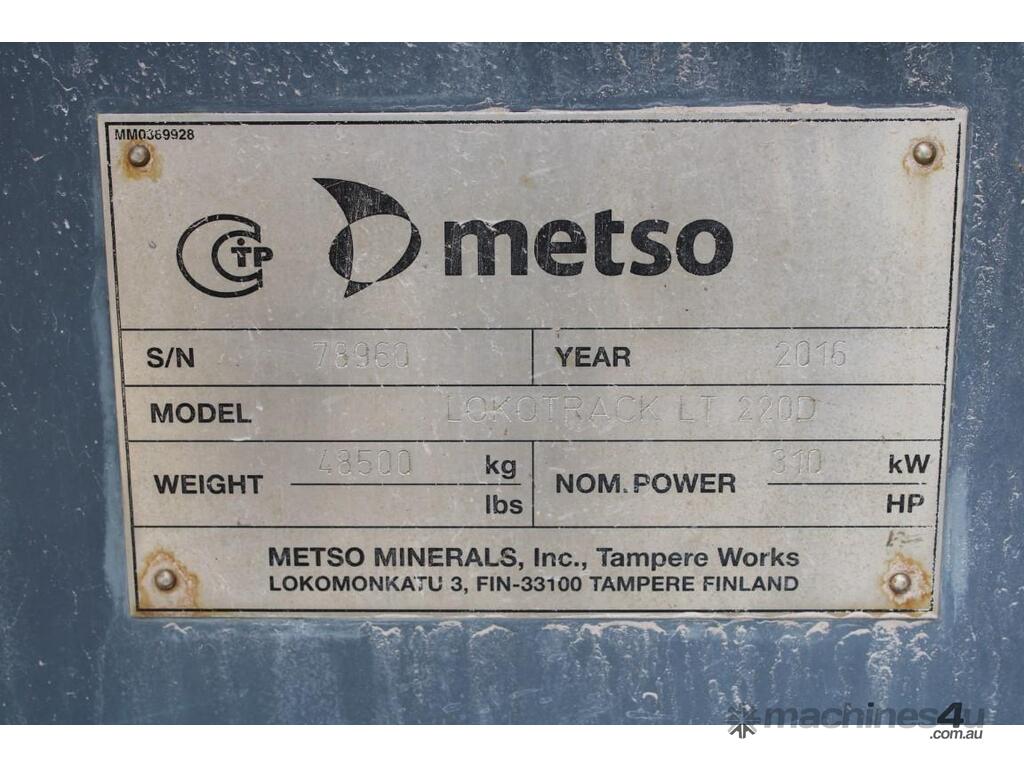 MM0369928
CTP metso
S/N 78960 YEAR 2016
MODEL LOKOTRACK LT 220D
WEIGHT 48500 kg
lbs
NOM. POWER 310 kW
HP
METSO MINERALS, Inc., Tampere Works
LOKOMONKATU 3, FIN-33100 TAMPERE FINLAND
machines4u
.com.au